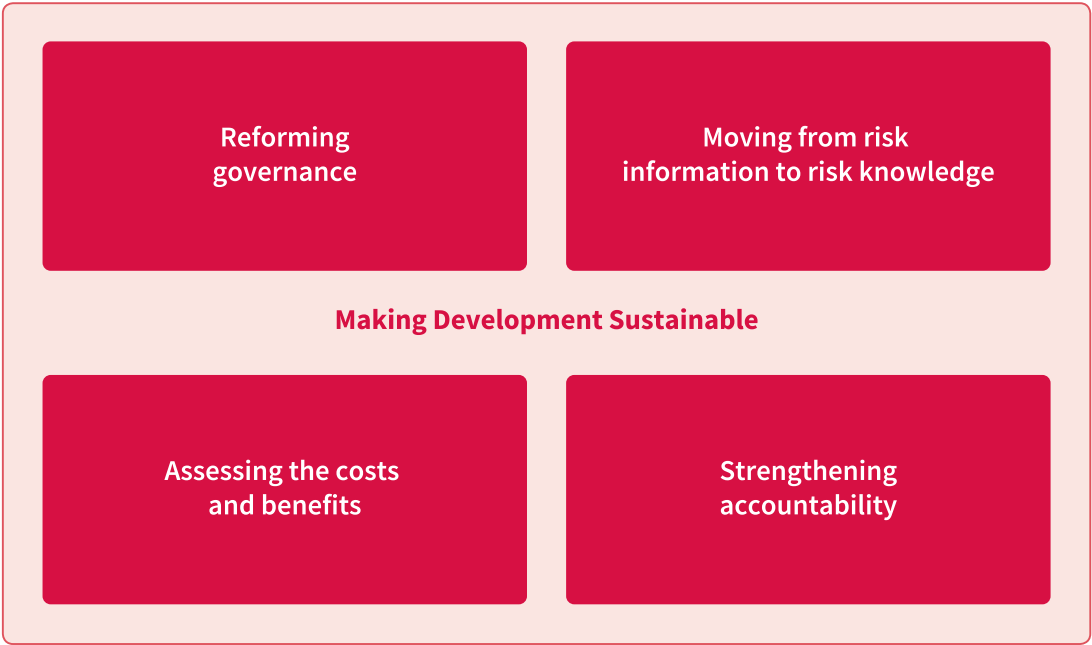 Reforming
governance
Moving from risk
information to risk knowledge
Making Development Sustainable
Assessing the costs
and benefits
Strengthening
accountability